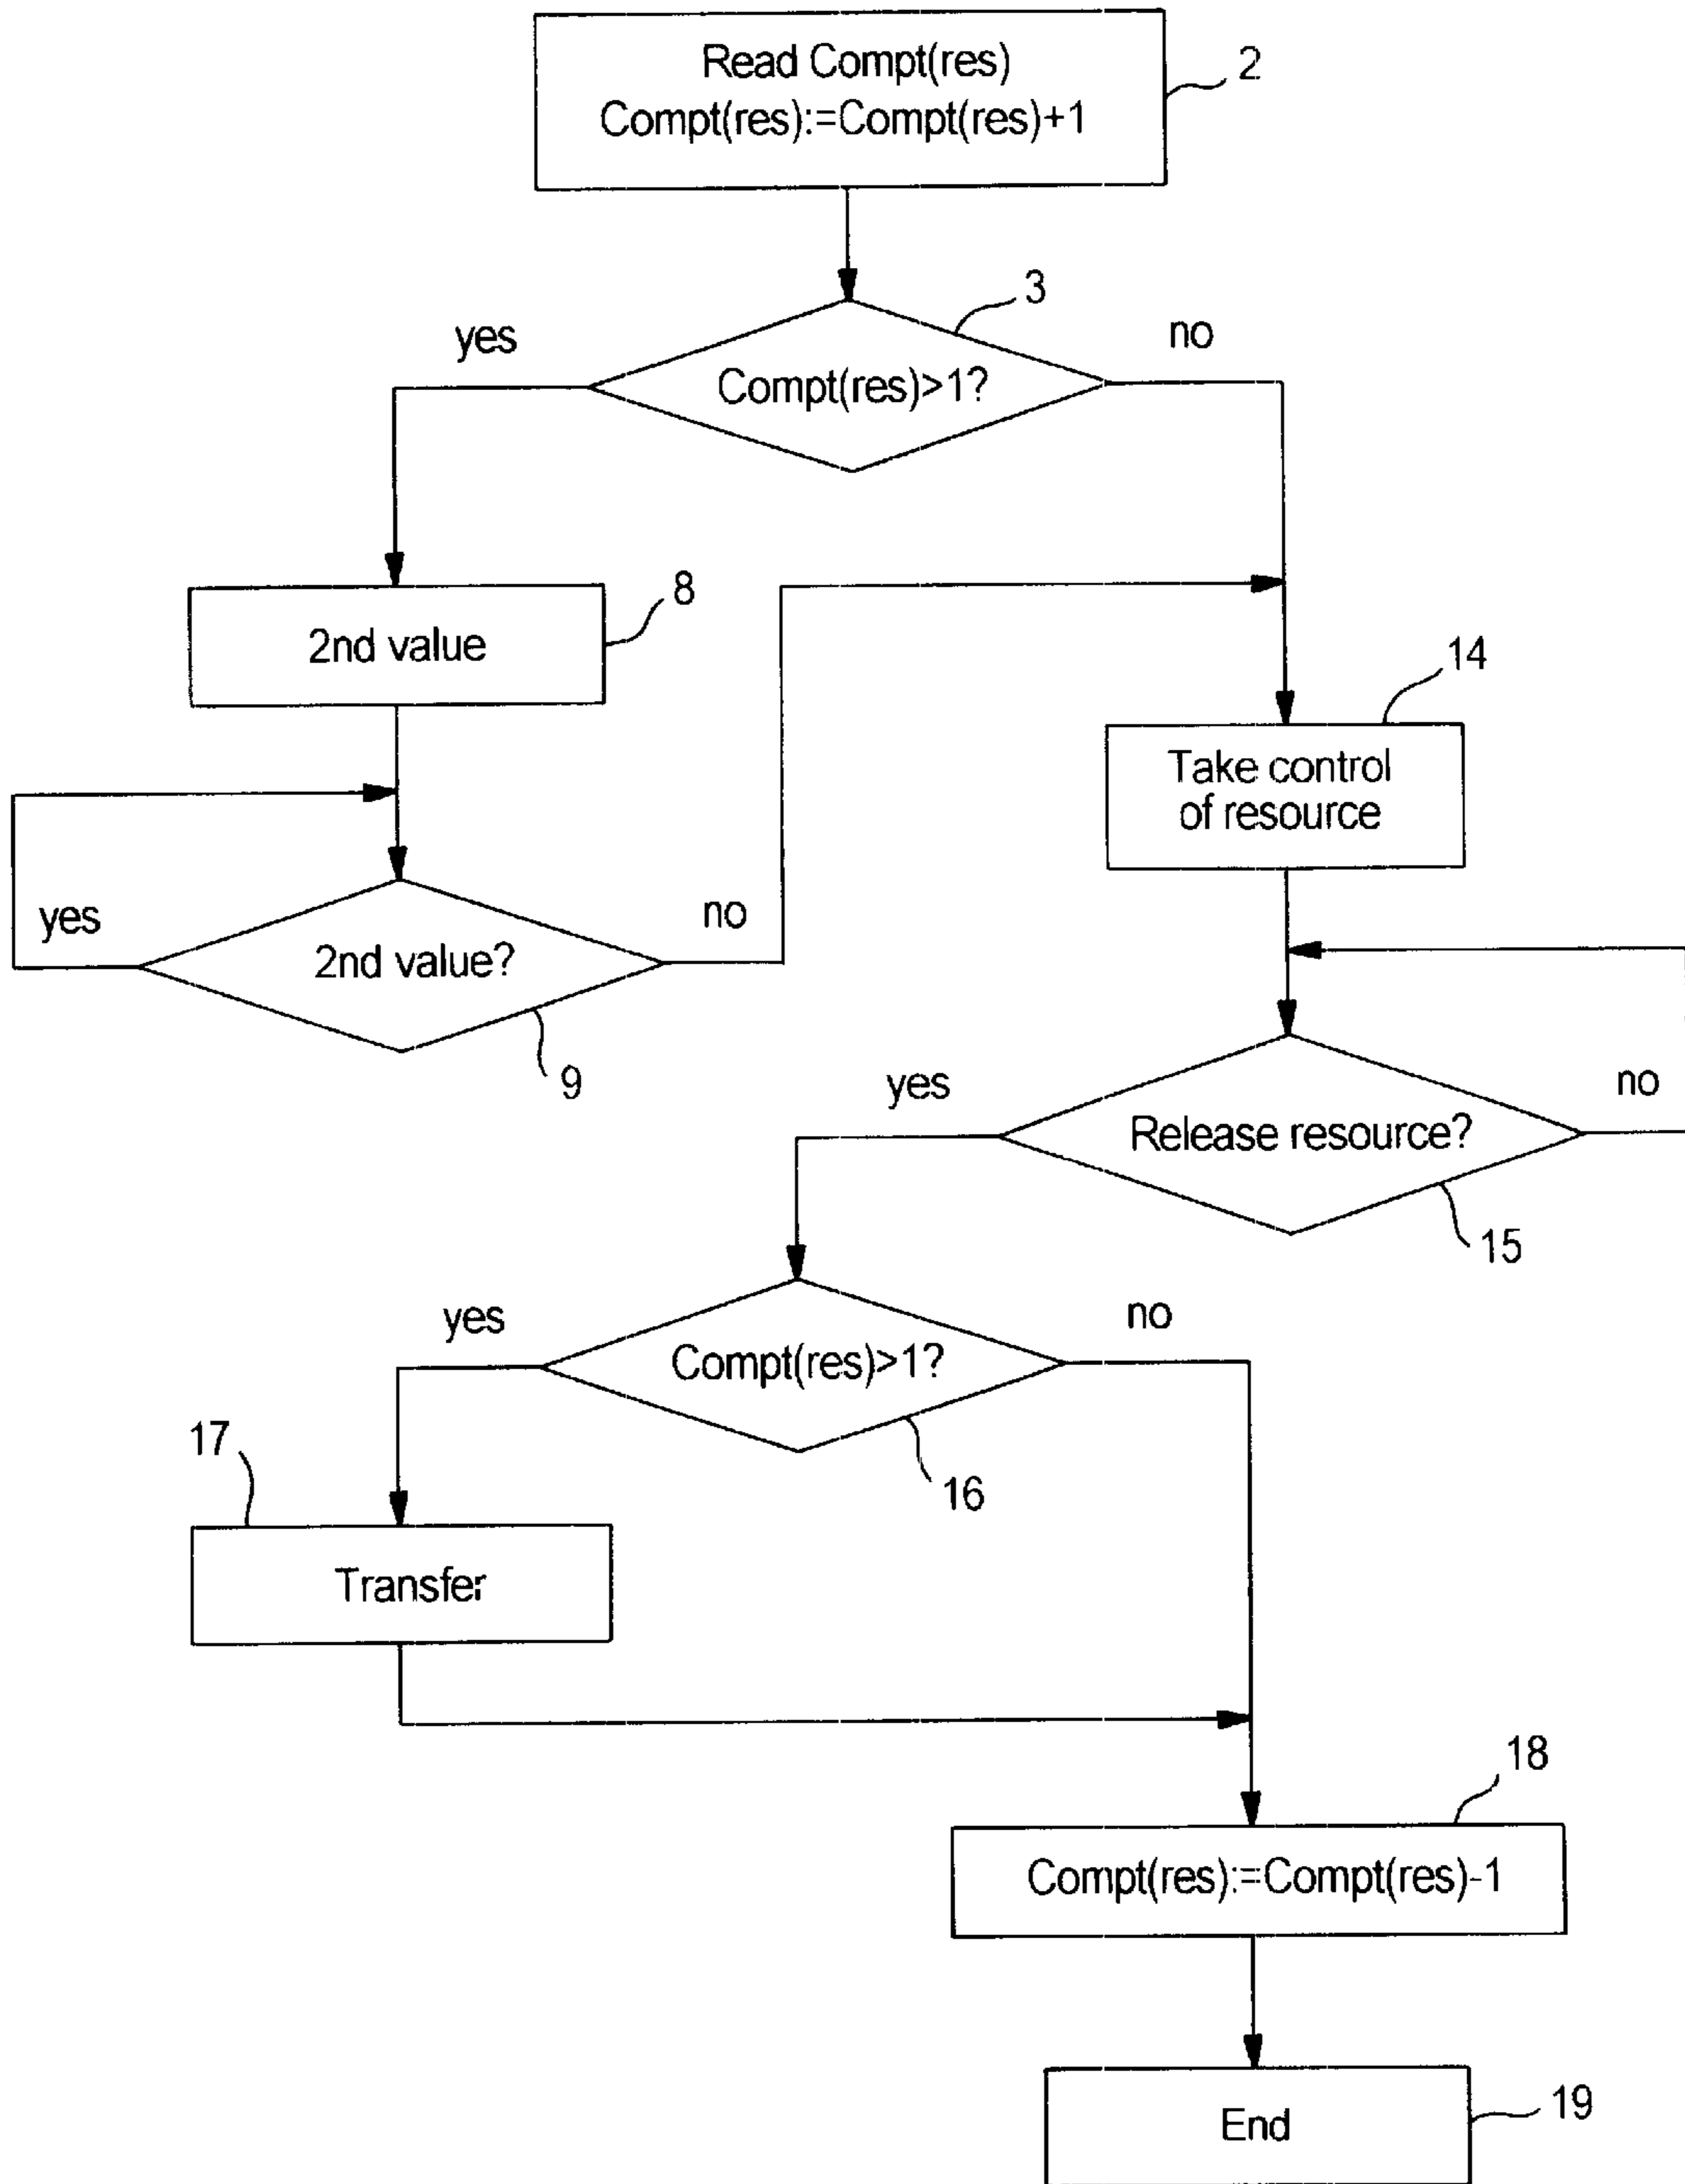 Read Compt(res)
Compt(res):=Compt(res)+1
2
3
yes
no
Compt(res)>1?
8
2nd value
14
Take control
of resource
yes
no
2nd value?
9
yes
no
Release resource?
15
yes
no
Compt(res)>1?
17
16
Transfer
18
Compt(res):=Compt(res)-1
End
19